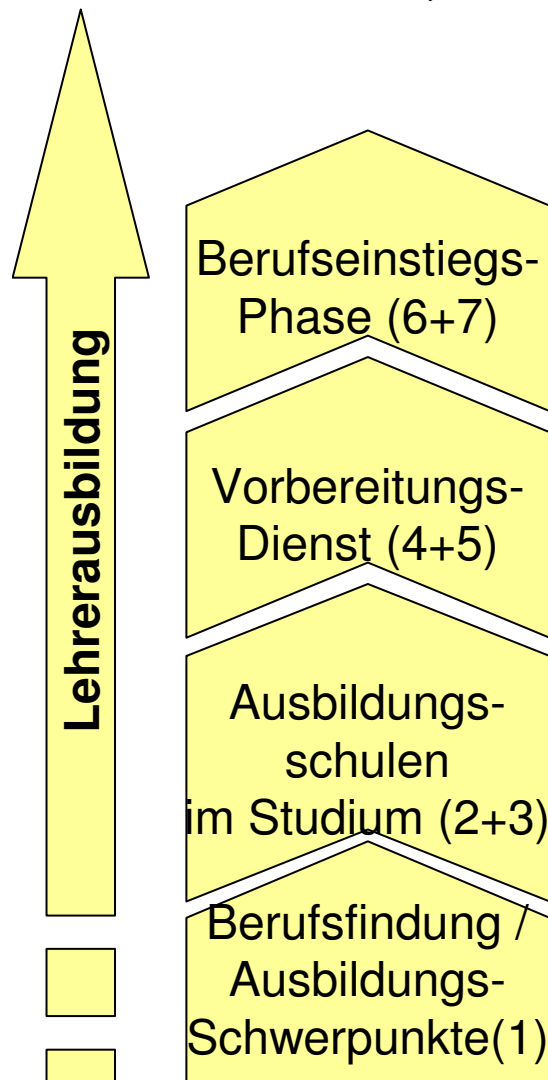 Lehrerausbildung
Berufseinstiegs-
Phase (6+7)
Vorbereitungs-
Dienst (4+5)
Ausbildungs-
schulen
im Studium (2+3)
Berufsfindung /
Ausbildungs-
Schwerpunkte(1)